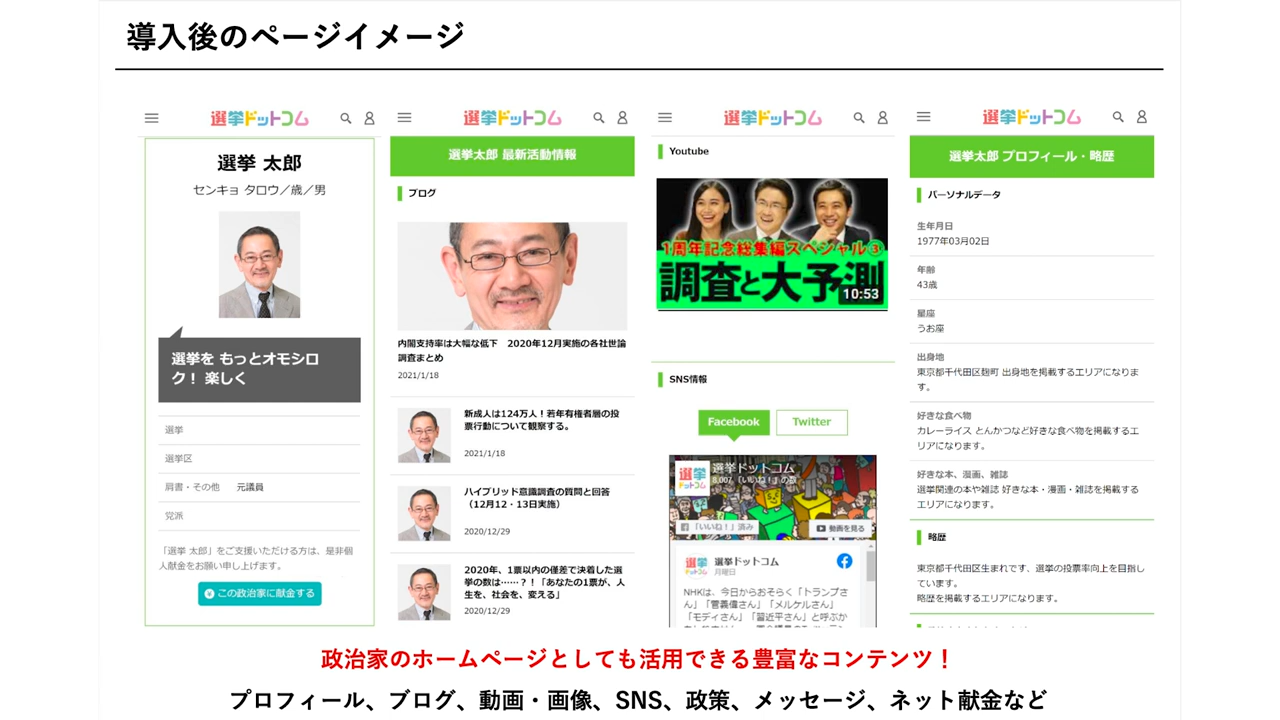 導入後のページイメージ
選挙ドットコム
選挙 太郎
センキョ タロウ／歳／男
選挙を もっとオモシロ
ク！ 楽しく
選挙
選挙区
肩書・その他 元議員
党派
「選挙 太郎」をご支援いただける方は、是非個
人献金をお願い申し上げます。
この政治家に献金する
選挙ドットコム
選挙太郎 最新活動情報
ブログ
内閣支持率は大幅な低下 2020年12月実施の各社世論
調査まとめ
2021/1/18
新成人は124万人！若年有権者層の投
票行動について観察する。
2021/1/18
ハイブリッド意識調査の質問と回答
（12月12・13日実施）
2020/12/29
2020年、1票以内の僅差で決着した選
挙の数は……？！「あなたの1票が、人
生を、社会を、変える」
2020/12/29
選挙ドットコム
Youtube
1周年記念総集編スペシャル③
調査と大予測
10:53
SNS情報
Facebook Twitter
選挙ドットコム
選挙ドットコム
「いいね！」済み
動画を見る
選挙ドットコム
選挙ドットコム
月曜日
NHKは、今日からおそらく「トランプさ
ん」「菅義偉さん」「メルケルさん」
「モディさん」「習近平さん」と呼ぶか
選挙ドットコム
選挙太郎 プロフィール・略歴
パーソナルデータ
生年月日
1977年03月02日
年齢
43歳
星座
うお座
出身地
東京都千代田区麹町 出身地を掲載するエリアになりま
す。
好きな食べ物
カレーライス とんかつなど好きな食べ物を掲載するエ
リアになります。
好きな本、漫画、雑誌
選挙関連の本や雑誌 好きな本・漫画・雑誌を掲載する
エリアになります。
略歴
東京都千代田区生まれです、選挙の投票率向上を目指し
ています。
略歴を掲載するエリアになります。
政治家のホームページとしても活用できる豊富なコンテンツ！
プロフィール、ブログ、動画・画像、SNS、政策、メッセージ、ネット献金など